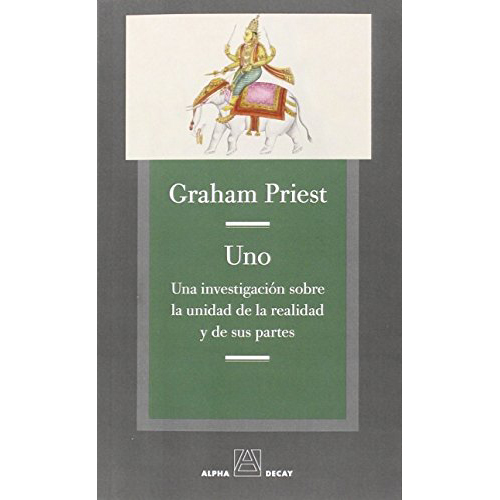 Graham Priest
Uno
Una investigación sobre
la unidad de la realidad
y de sus partes
ALPHA DECAY